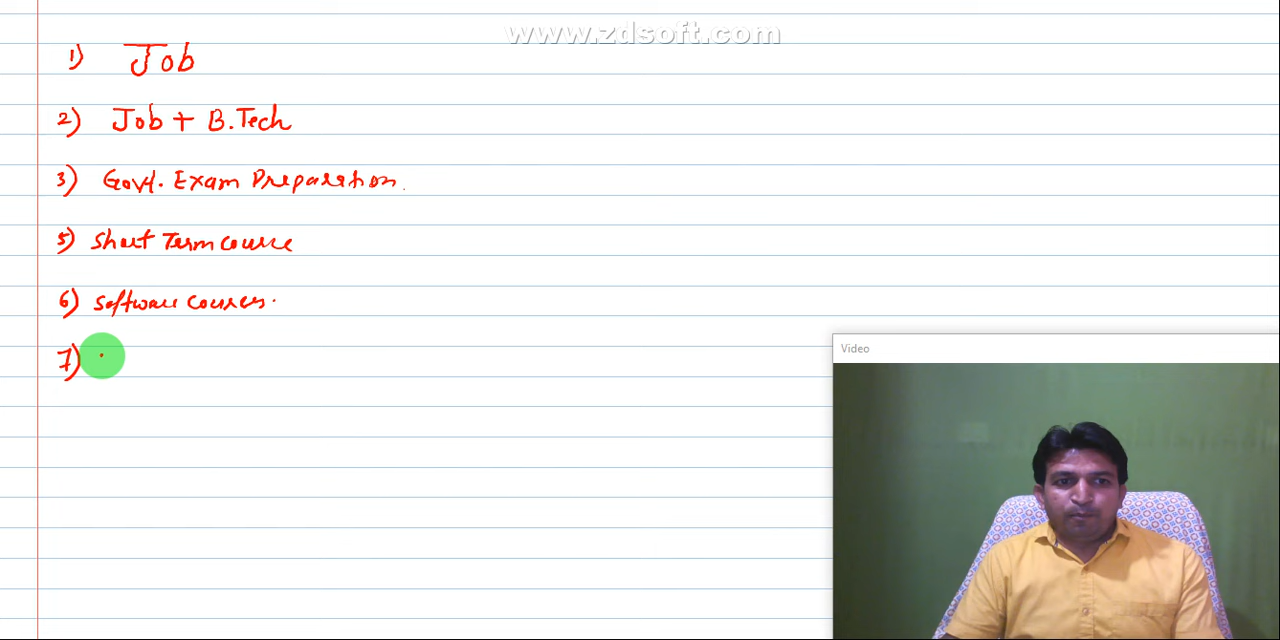 www.zdsoft.com
1) Job
2) Job + B.Tech
3) Govt. Exam Preparation.
5) Short Term course
6) Software courses.
7)
Video